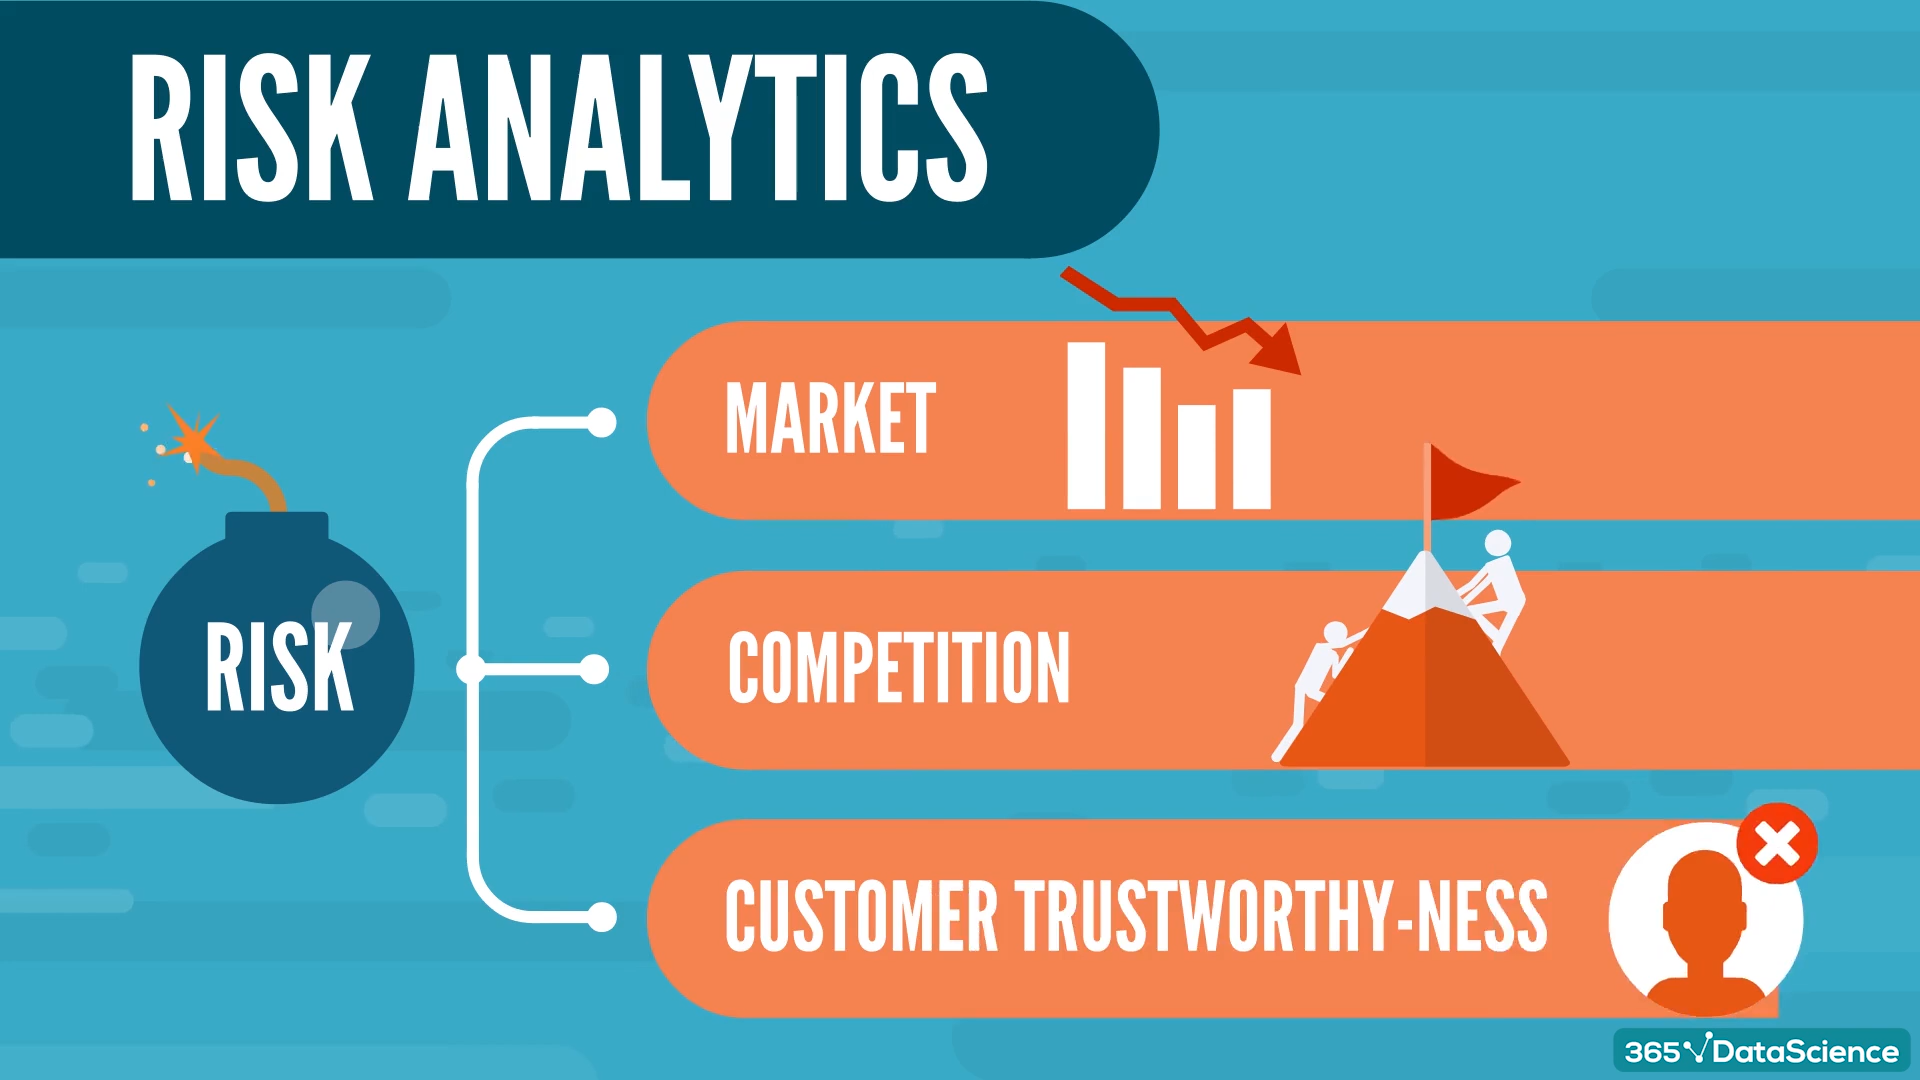 RISK ANALYTICS
MARKET
RISK
COMPETITION
CUSTOMER TRUSTWORTHY-NESS
365 DataScience